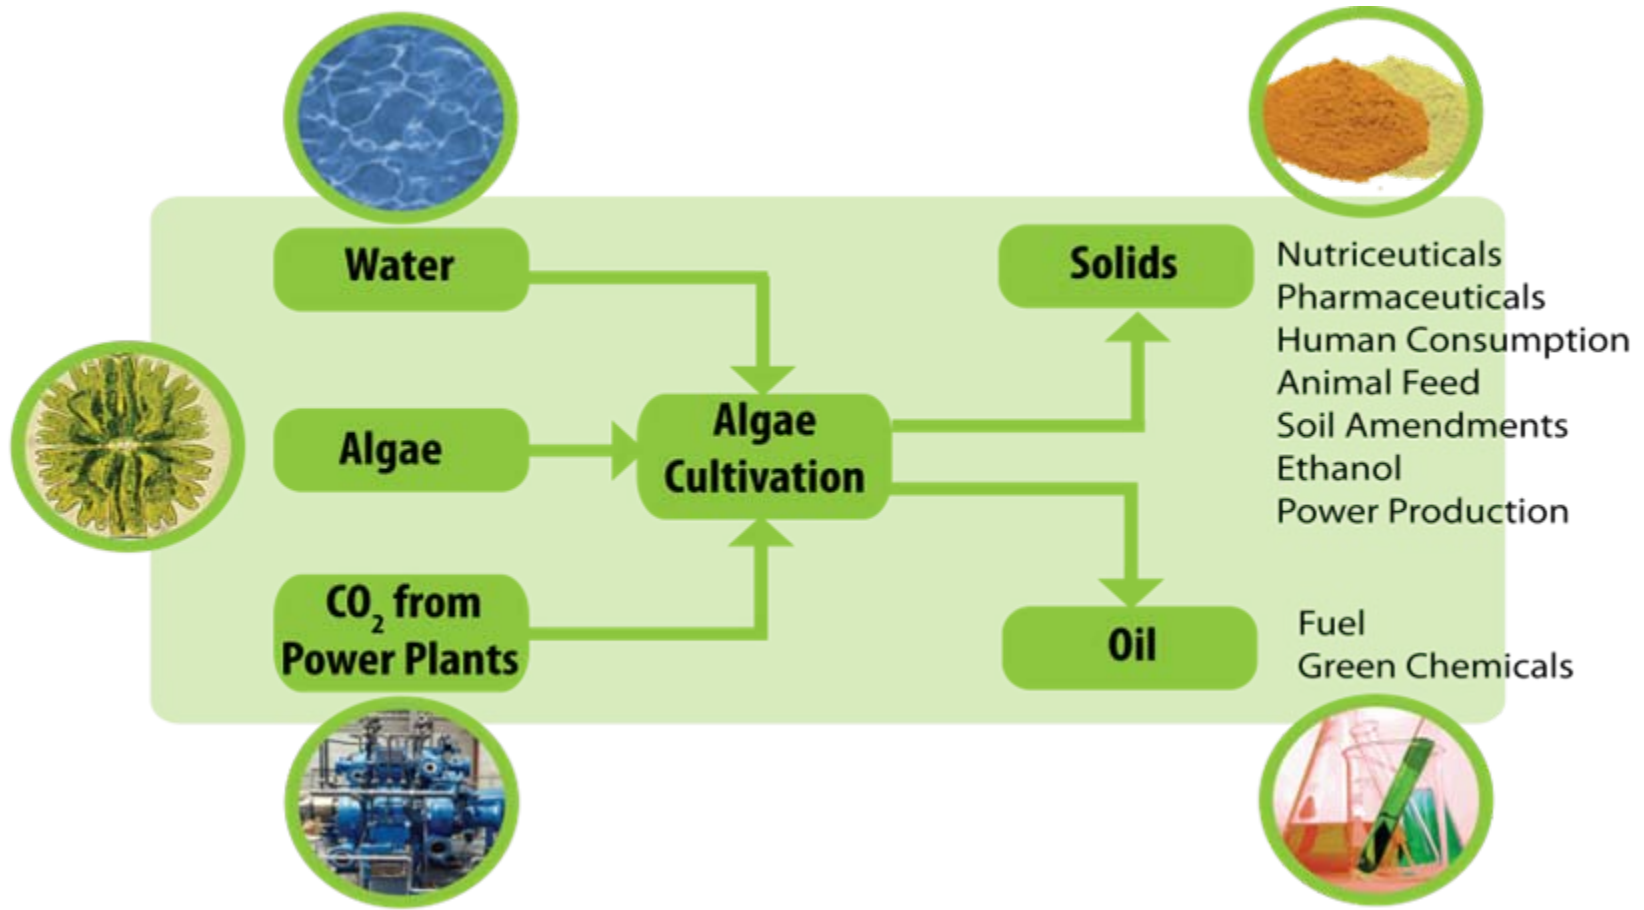 Water
Algae
CO₂ from
Power Plants
Algae
Cultivation
Solids
Nutriceuticals
Pharmaceuticals
Human Consumption
Animal Feed
Soil Amendments
Ethanol
Power Production
Oil
Fuel
Green Chemicals